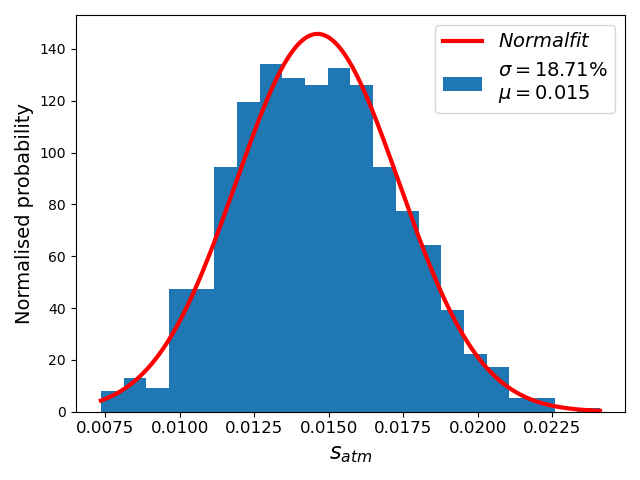 Normalfit
σ = 18.71%
μ = 0.015
Normalised probability
140
120
100
80
60
40
20
0
0.0075 0.0100 0.0125 0.0150 0.0175 0.0200 0.0225
s_atm